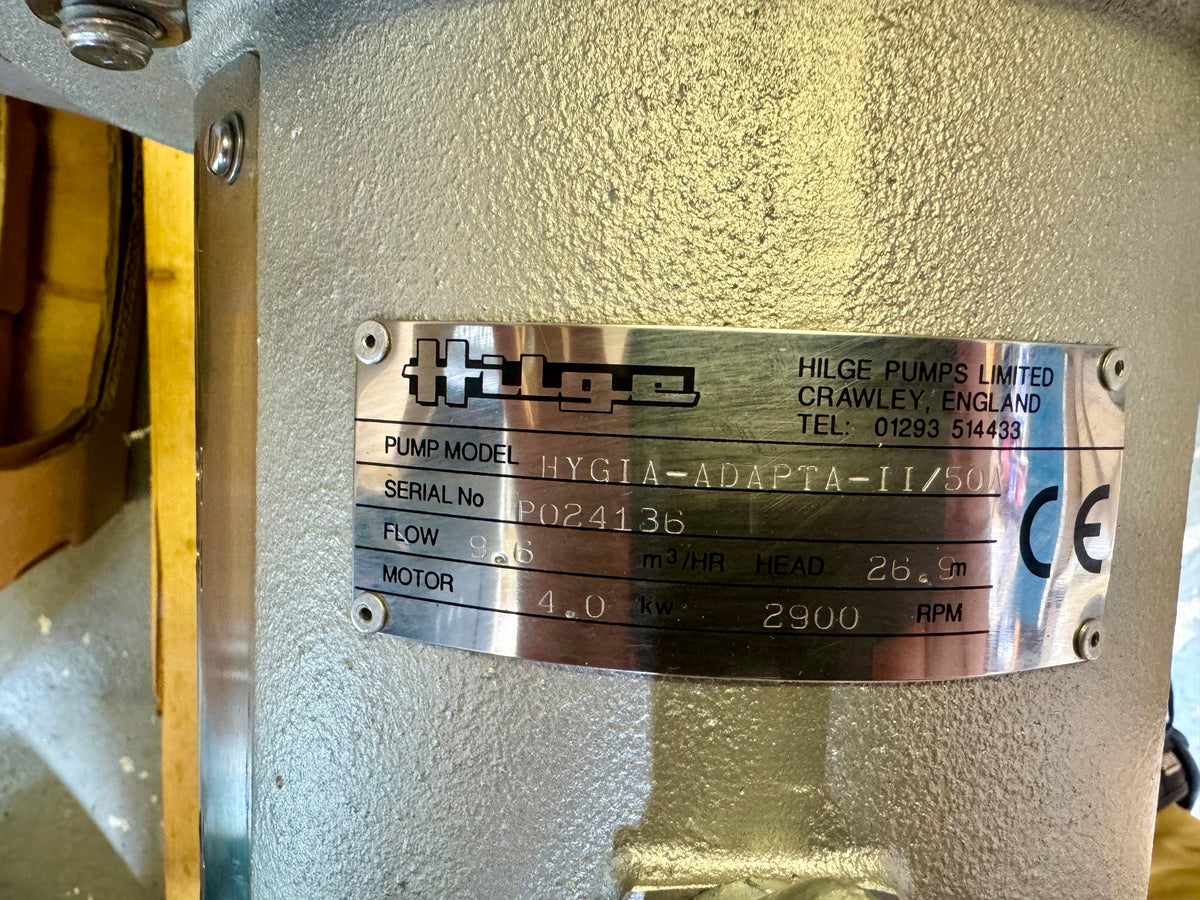 Hilge
HILGE PUMPS LIMITED
CRAWLEY, ENGLAND
TEL: 01293 514433
PUMP MODEL HYGIA-ADAPTA-II/50A
SERIAL No P024136
FLOW 9.6 m³/HR HEAD 26.9m
MOTOR 4.0 kw 2900 RPM
CE